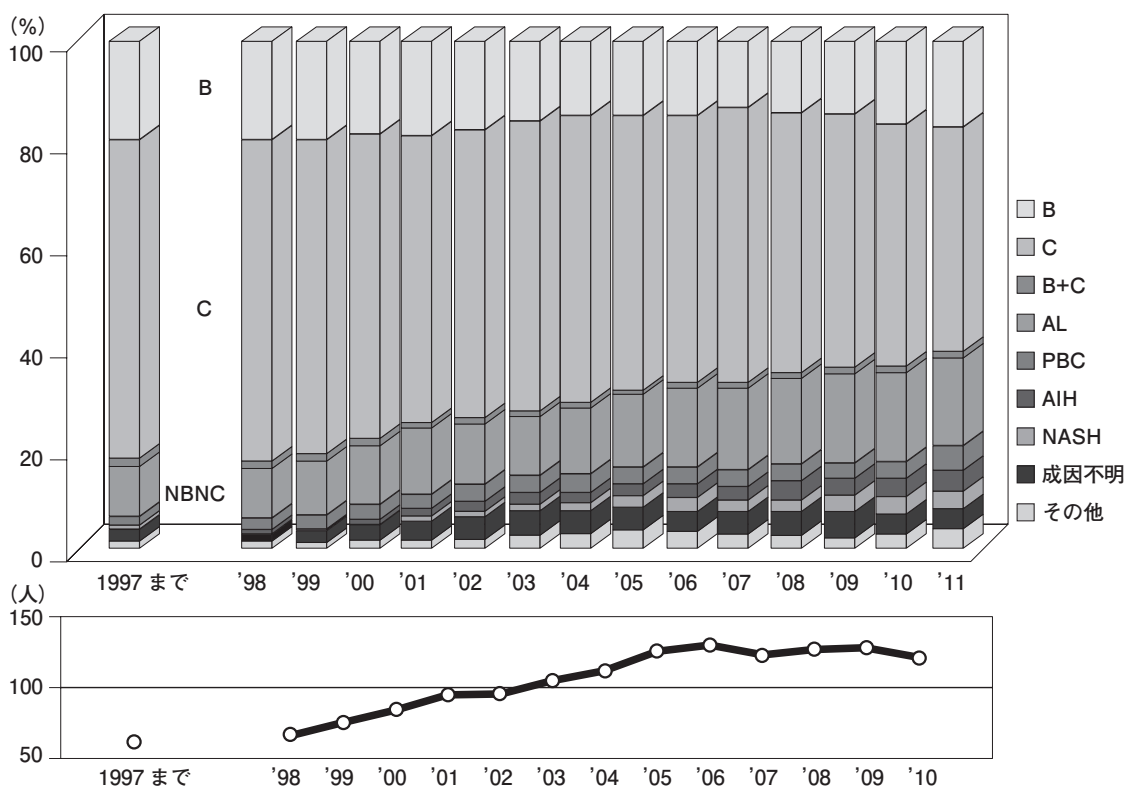 (%)
100
80
60
40
20
0
B
C
NBNC
B
C
B+C
AL
PBC
AIH
NASH
成因不明
その他
1997 まで ’98 ’99 ’00 ’01 ’02 ’03 ’04 ’05 ’06 ’07 ’08 ’09 ’10 ’11
(人)
150
100
50
1997 まで ’98 ’99 ’00 ’01 ’02 ’03 ’04 ’05 ’06 ’07 ’08 ’09 ’10